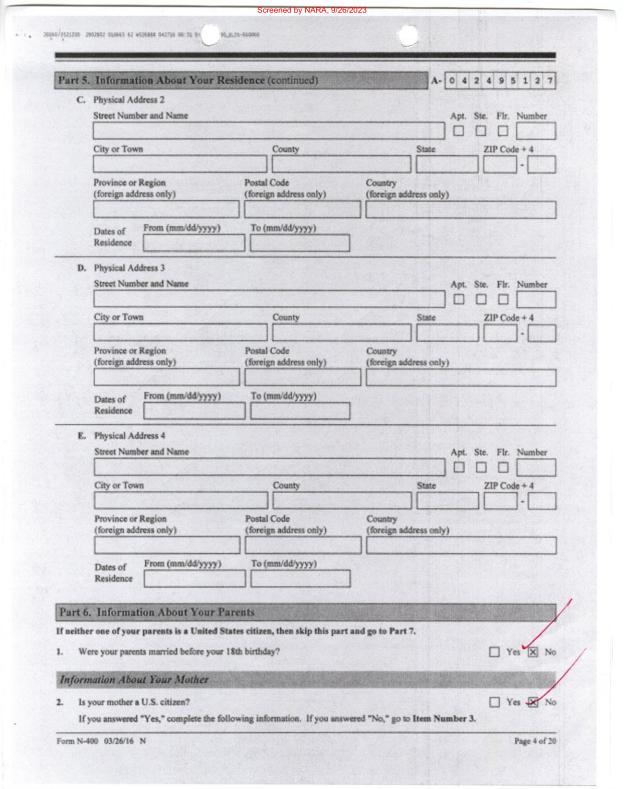 Screened by NARA, 9/26/2023
Part 5. Information About Your Residence (continued) A- 0 4 2 4 9 5 1 2 7
C. Physical Address 2
Street Number and Name Apt. Ste. Flr. Number
City or Town County State ZIP Code + 4
-
Province or Region Postal Code Country
(foreign address only) (foreign address only) (foreign address only)
Dates of From (mm/dd/yyyy) To (mm/dd/yyyy)
Residence
D. Physical Address 3
Street Number and Name Apt. Ste. Flr. Number
City or Town County State ZIP Code + 4
-
Province or Region Postal Code Country
(foreign address only) (foreign address only) (foreign address only)
Dates of From (mm/dd/yyyy) To (mm/dd/yyyy)
Residence
E. Physical Address 4
Street Number and Name Apt. Ste. Flr. Number
City or Town County State ZIP Code + 4
-
Province or Region Postal Code Country
(foreign address only) (foreign address only) (foreign address only)
Dates of From (mm/dd/yyyy) To (mm/dd/yyyy)
Residence
Part 6. Information About Your Parents
If neither one of your parents is a United States citizen, then skip this part and go to Part 7.
1. Were your parents married before your 18th birthday? Yes X No
Information About Your Mother
2. Is your mother a U.S. citizen? Yes X No
If you answered "Yes," complete the following information. If you answered "No," go to Item Number 3.
Form N-400 03/26/16 N Page 4 of 20